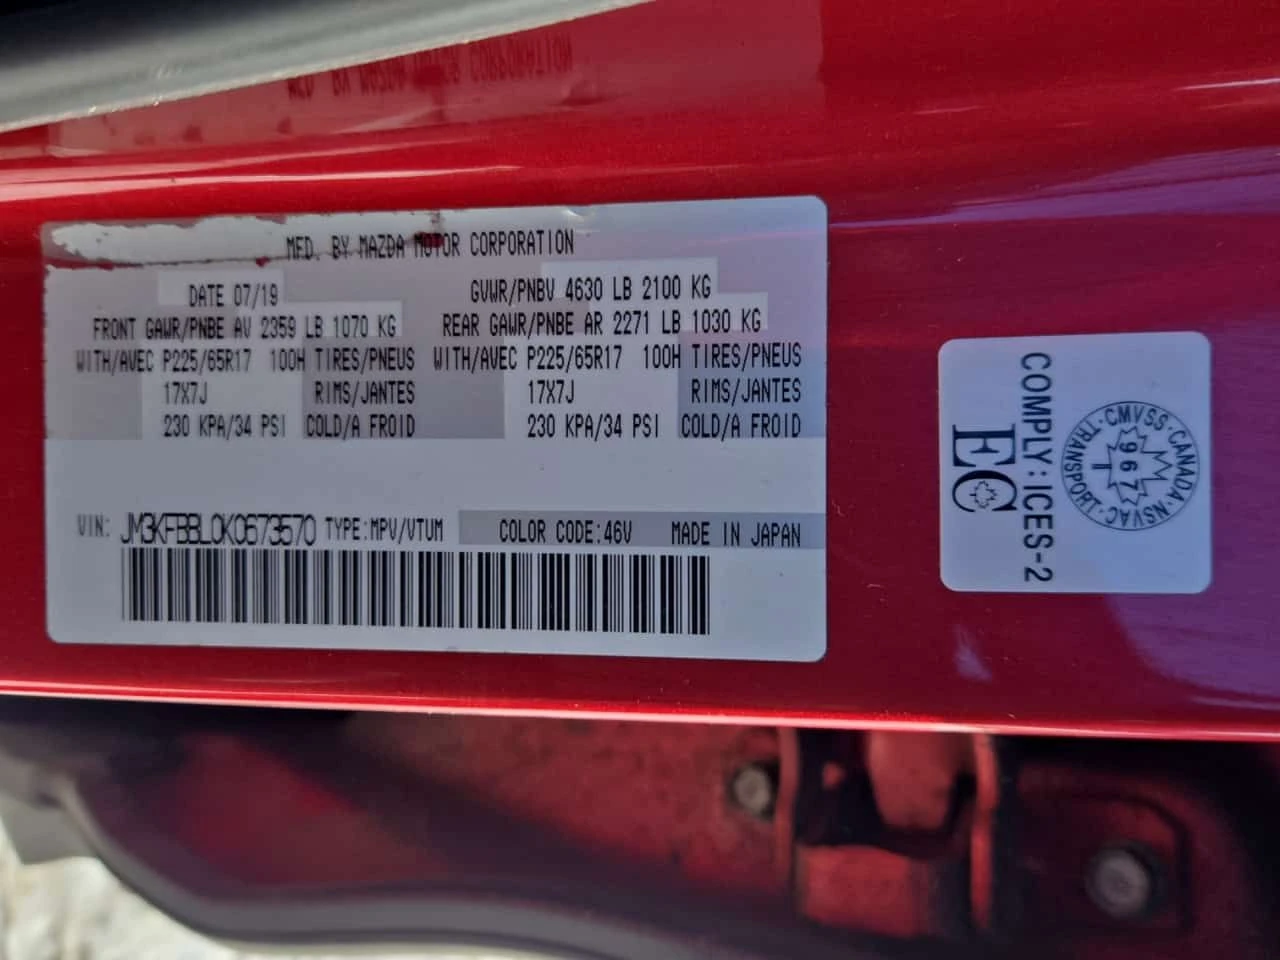 MFD. BY MAZDA MOTOR CORPORATION
DATE 07/19 GVWR/PNBV 4630 LB 2100 KG
FRONT GAWR/PNBE AV 2359 LB 1070 KG REAR GAWR/PNBE AR 2271 LB 1030 KG
WITH/AVEC P225/65R17 100H TIRES/PNEUS WITH/AVEC P225/65R17 100H TIRES/PNEUS
17X7J RIMS/JANTES 17X7J RIMS/JANTES
230 KPA/34 PSI COLD/A FROID 230 KPA/34 PSI COLD/A FROID
VIN: JM3KFBBL0K0673570 TYPE:MPV/VTUM COLOR CODE:46V MADE IN JAPAN
COMPLY:ICES-2
EC
CMVSS·CANADA·NSVAC·TRANSPORT·
1967